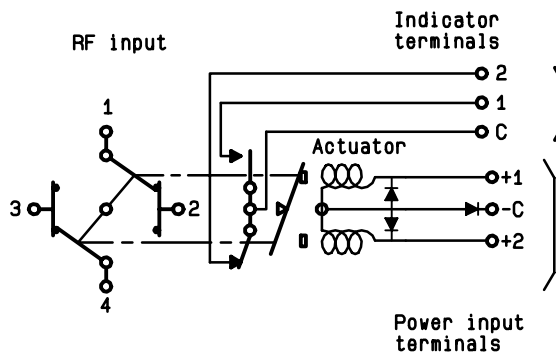 Indicator
terminals
RF input
2
1
C
1
Actuator
+1
3
2
-C
+2
4
Power input
terminals